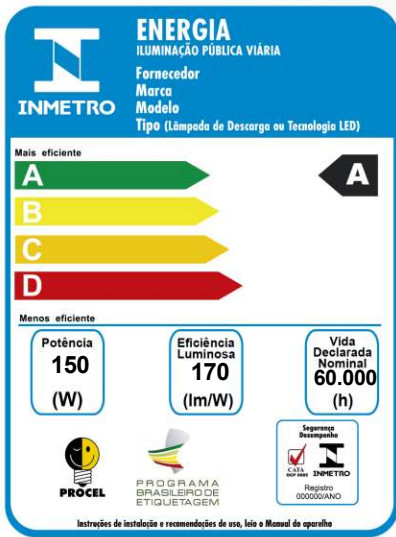 ENERGIA
ILUMINAÇÃO PÚBLICA VIÁRIA
INMETRO
Fornecedor
Marca
Modelo
Tipo (Lâmpada de Descarga ou Tecnologia LED)
Mais eficiente
A
A
B
C
D
Menos eficiente
Potência
150
(W)
Eficiência
Luminosa
170
(lm/W)
Vida
Declarada
Nominal
60.000
(h)
PROCEL
PROGRAMA
BRASILEIRO DE
ETIQUETAGEM
Segurança
Desempenho
INMETRO
Registro
000000/ANO
Instruções de instalação e recomendações de uso, leia o Manual do aparelho